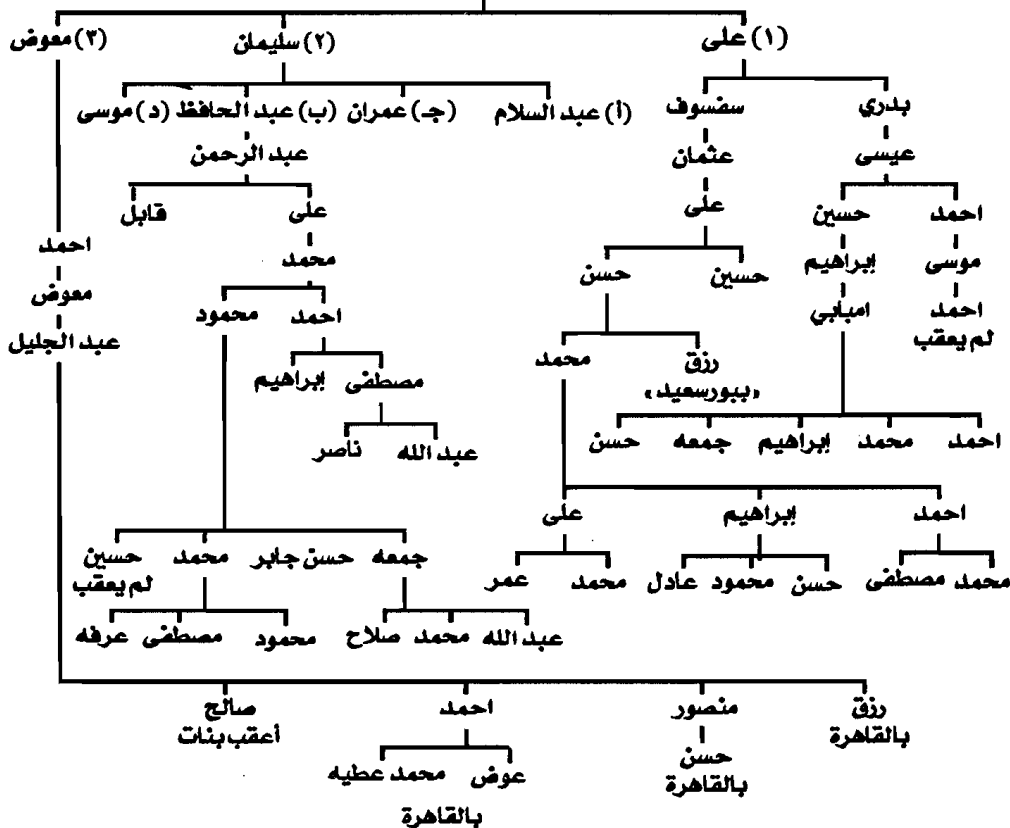 (١) على (٢) سليمان (٣) معوض
بدري سفسوف (أ) عبد السلام (جـ) عمران (ب) عبد الحافظ (د) موسى
عيسى عثمان عبد الرحمن
احمد حسين على على قابل
موسى إبراهيم حسين حسن محمد احمد
احمد امبابي احمد محمود معوض
لم يعقب رزق محمد عبد الجليل
«ببورسعيد» مصطفى إبراهيم
احمد محمد إبراهيم جمعه حسن عبد الله ناصر
احمد إبراهيم على
جمعه حسن جابر محمد حسين
لم يعقب
محمد مصطفى حسن محمود عادل محمد عمر
عبد الله محمد صلاح محمود مصطفى عرفه
رزق منصور احمد صالح
بالقاهرة أعقب بنات
حسن عوض محمد عطيه
بالقاهرة
بالقاهرة